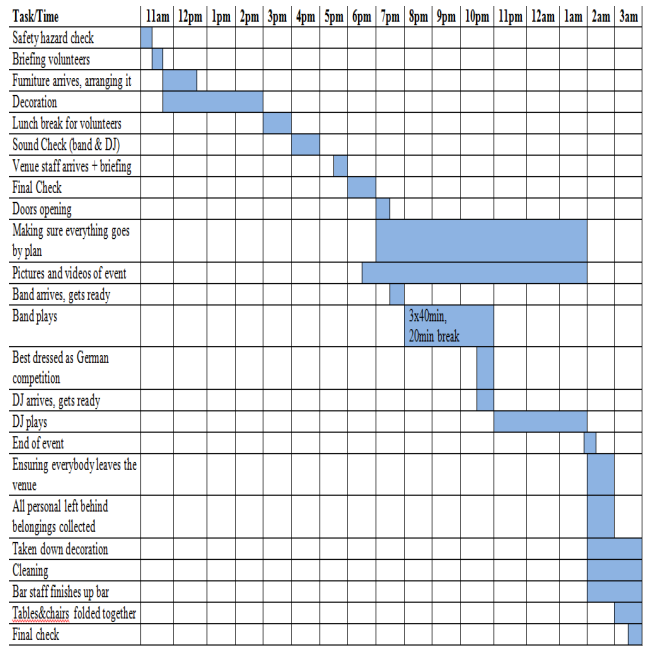 Task/Time 11am 12pm 1pm 2pm 3pm 4pm 5pm 6pm 7pm 8pm 9pm 10pm 11pm 12am 1am 2am 3am
Safety hazard check
Briefing volunteers
Furniture arrives, arranging it
Decoration
Lunch break for volunteers
Sound Check (band & DJ)
Venue staff arrives + briefing
Final Check
Doors opening
Making sure everything goes
by plan
Pictures and videos of event
Band arrives, gets ready
Band plays 3x40min,
20min break
Best dressed as German
competition
DJ arrives, gets ready
DJ plays
End of event
Ensuring everybody leaves the
venue
All personal left behind
belongings collected
Taken down decoration
Cleaning
Bar staff finishes up bar
Tables&chairs folded together
Final check